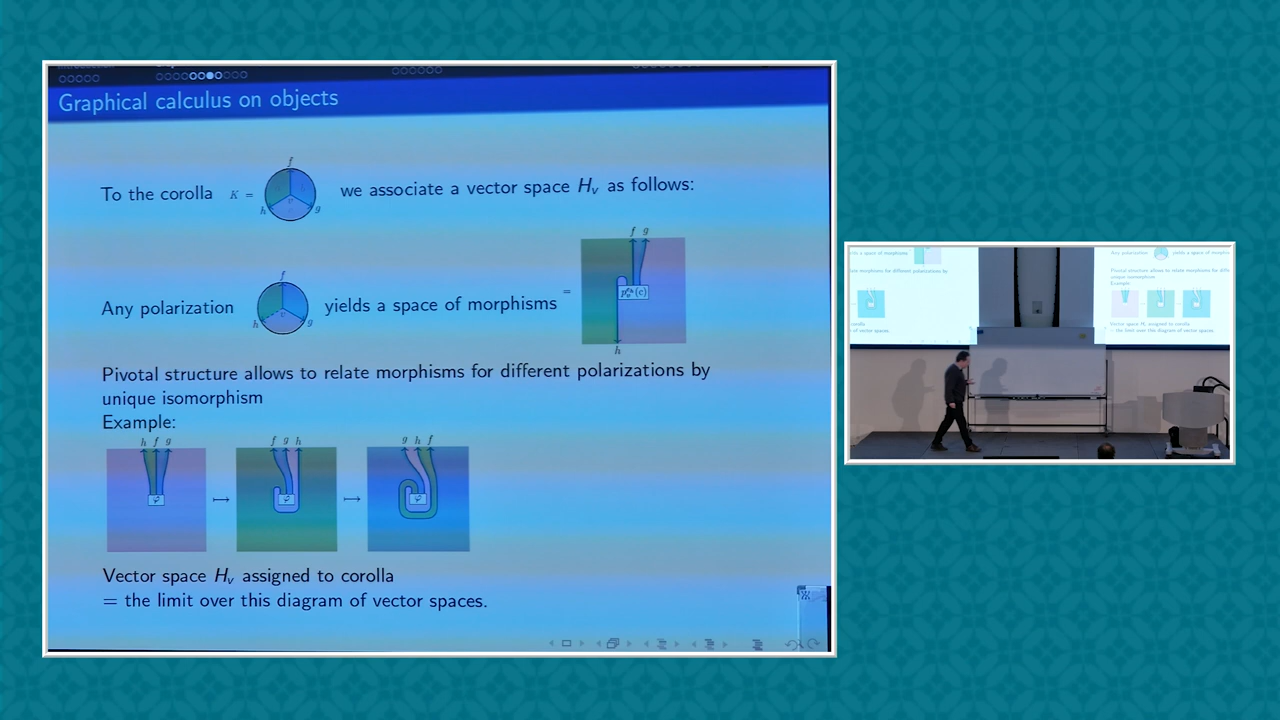 Graphical calculus on objects
f
To the corolla K = we associate a vector space Hᵥ as follows:
h g
f g
f
Any polarization yields a space of morphisms =
h g
h
Pivotal structure allows to relate morphisms for different polarizations by
unique isomorphism
Example:
h f g f g h g h f
φ ↦ φ ↦ φ
Vector space Hᵥ assigned to corolla
= the limit over this diagram of vector spaces.